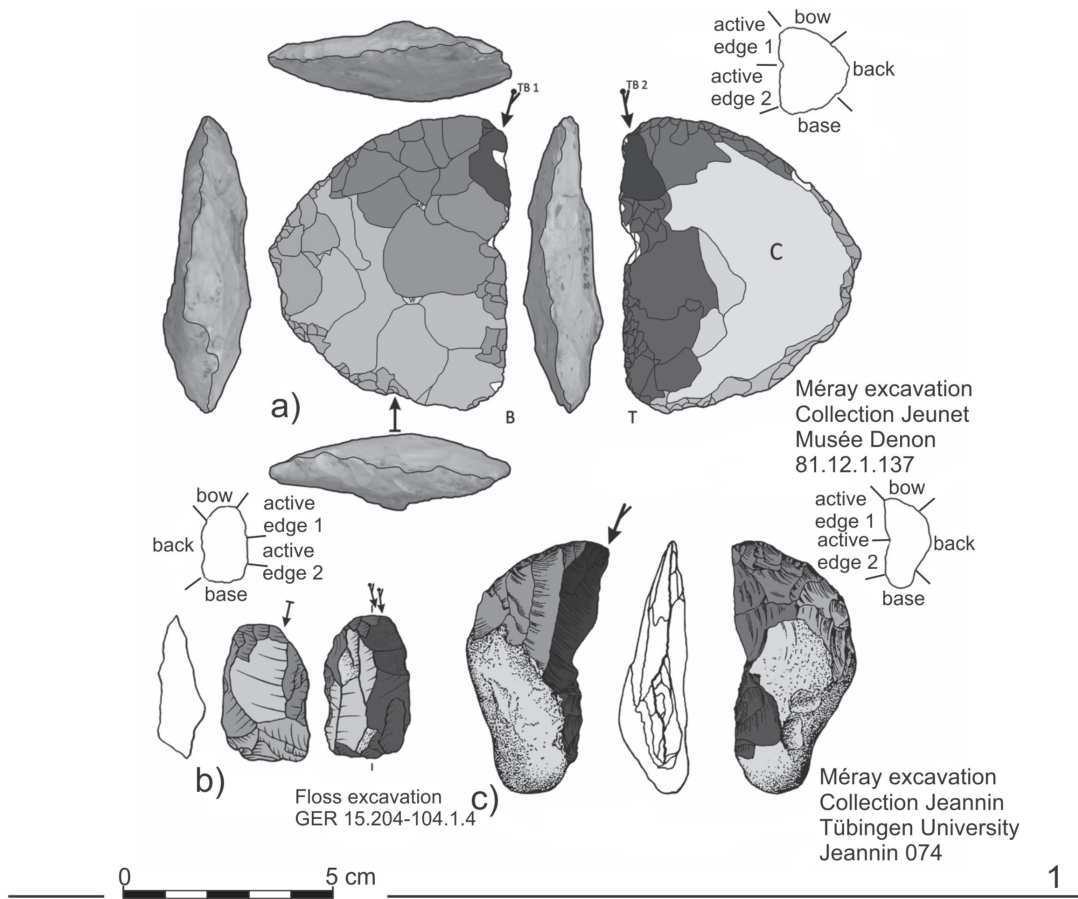 bow
active
edge 1
back
active
edge 2
base
TB 1
TB 2
C
a)
B
T
Méray excavation
Collection Jeunet
Musée Denon
81.12.1.137
bow
active
edge 1
back
active
edge 2
base
bow
active
edge 1
active
edge 2
back
base
b)
Floss excavation
GER 15.204-104.1.4
c)
Méray excavation
Collection Jeannin
Tübingen University
Jeannin 074
0 5 cm
1